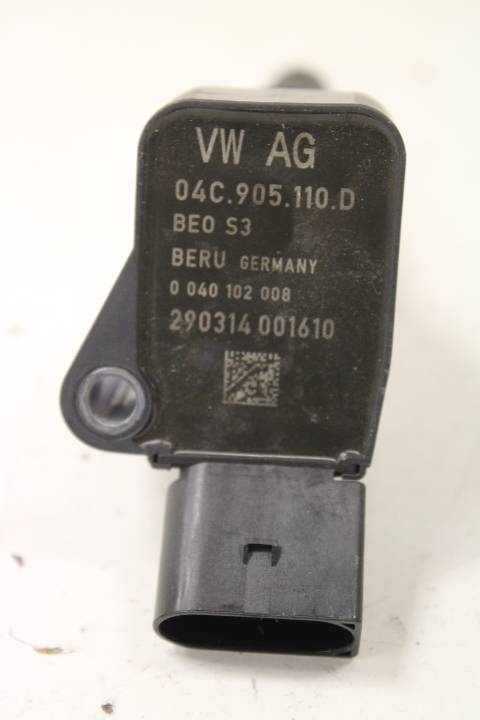 VW AG
04C.905.110.D
BEO S3
BERU GERMANY
0 040 102 008
290314 001610